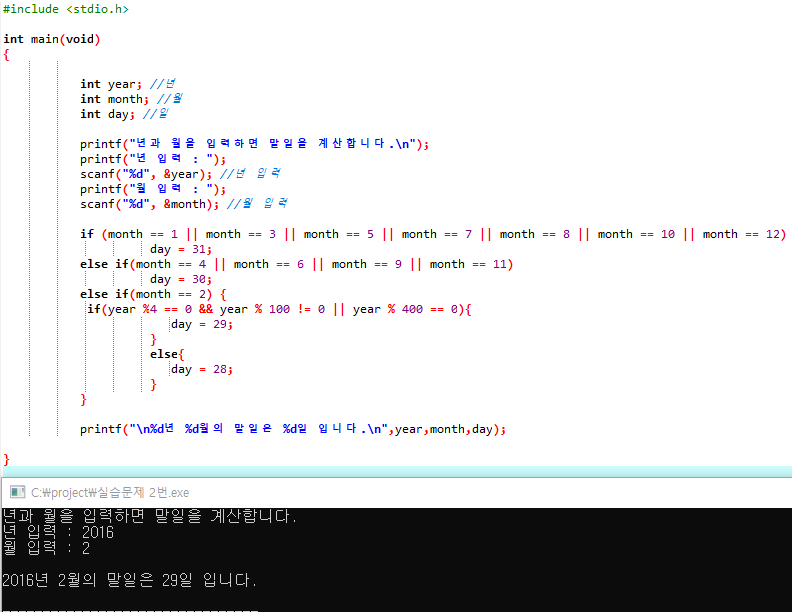 #include <stdio.h>
int main(void)
{
int year; //년
int month; //월
int day; //일
printf("년과 월을 입력하면 말일을 계산합니다.\n");
printf("년 입력 : ");
scanf("%d", &year); //년 입력
printf("월 입력 : ");
scanf("%d", &month); //월 입력
if (month == 1 || month == 3 || month == 5 || month == 7 || month == 8 || month == 10 || month == 12)
day = 31;
else if(month == 4 || month == 6 || month == 9 || month == 11)
day = 30;
else if(month == 2) {
if(year %4 == 0 && year % 100 != 0 || year % 400 == 0){
day = 29;
}
else{
day = 28;
}
}
printf("\n%d년 %d월의 말일은 %d일 입니다.\n",year,month,day);
}
C:₩project₩실습문제 2번.exe
년과 월을 입력하면 말일을 계산합니다.
년 입력 : 2016
월 입력 : 2
2016년 2월의 말일은 29일 입니다.
--------------------------------